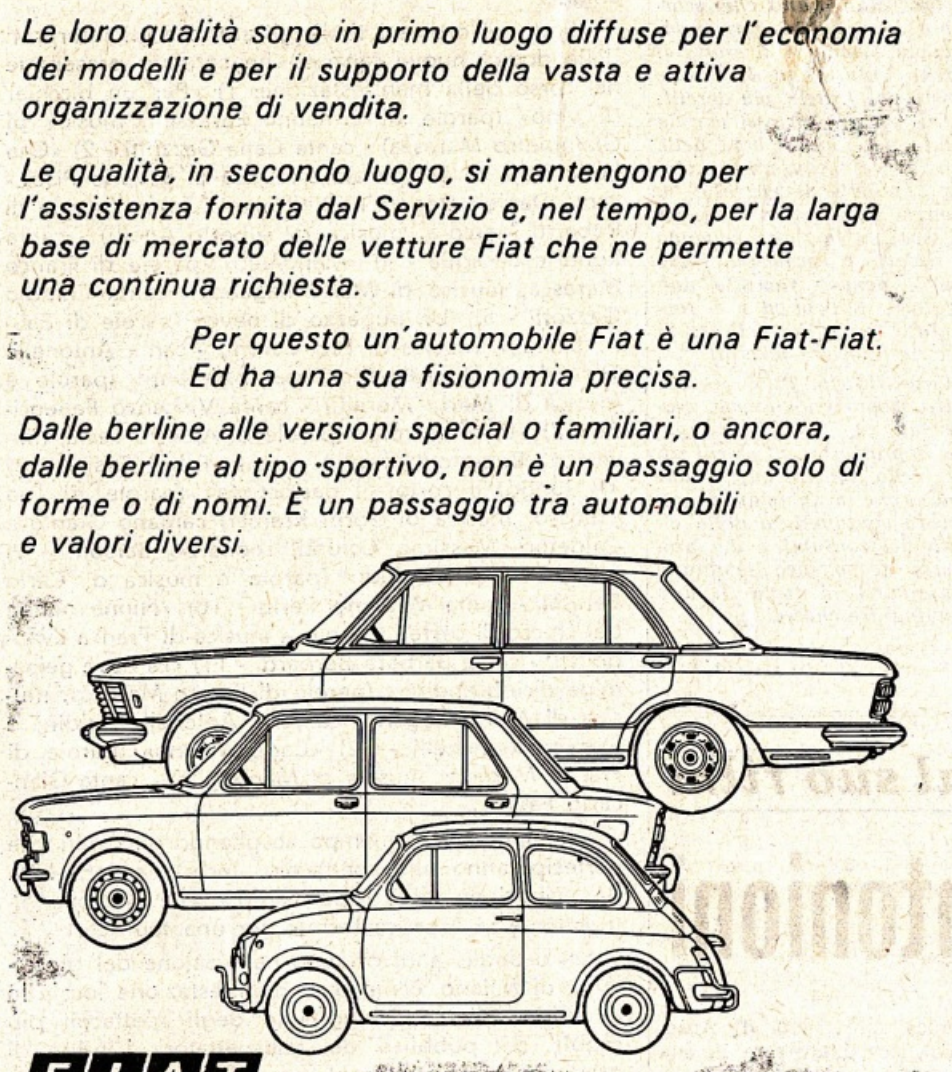 Le loro qualità sono in primo luogo diffuse per l'economia
dei modelli e per il supporto della vasta e attiva
organizzazione di vendita.
Le qualità, in secondo luogo, si mantengono per
l'assistenza fornita dal Servizio e, nel tempo, per la larga
base di mercato delle vetture Fiat che ne permette
una continua richiesta.
Per questo un'automobile Fiat è una Fiat-Fiat.
Ed ha una sua fisionomia precisa.
Dalle berline alle versioni special o familiari, o ancora,
dalle berline al tipo sportivo, non è un passaggio solo di
forme o di nomi. È un passaggio tra automobili
e valori diversi.
FIAT